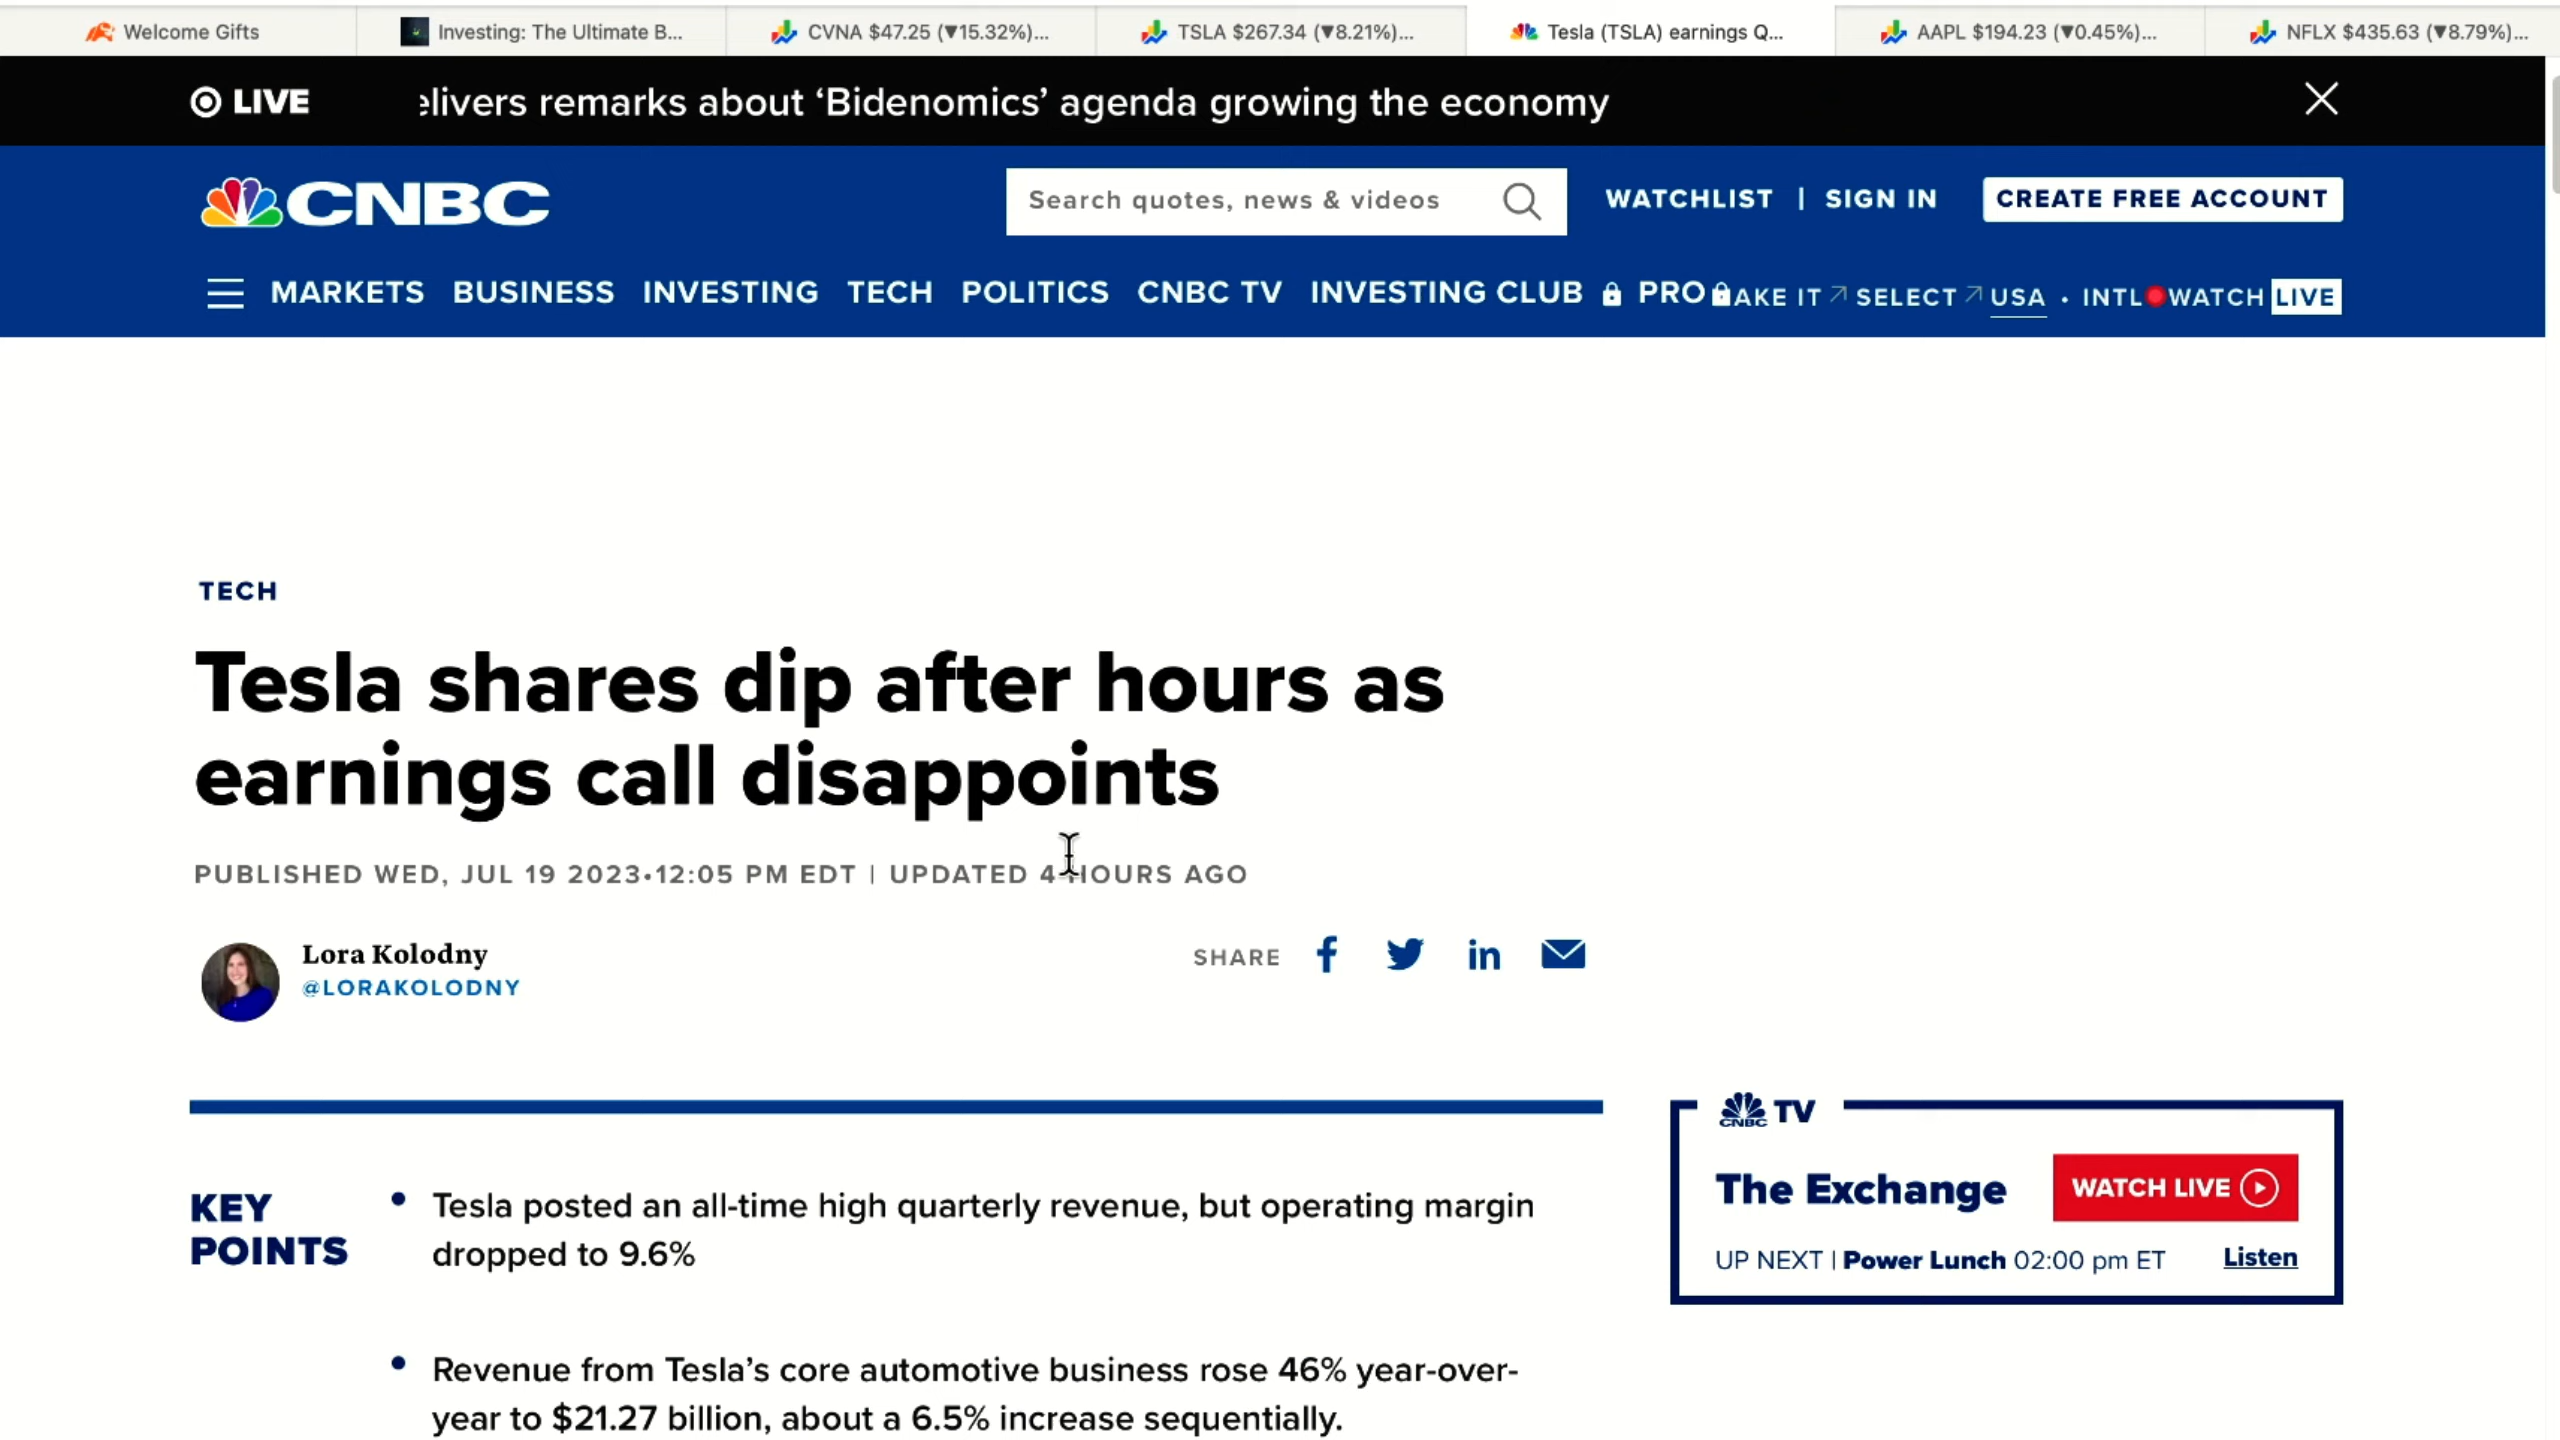 Welcome Gifts
Investing: The Ultimate B...
CVNA $47.25 (▼15.32%)...
TSLA $267.34 (▼8.21%)...
Tesla (TSLA) earnings Q...
AAPL $194.23 (▼0.45%)...
NFLX $435.63 (▼8.79%)...
LIVE
elivers remarks about ‘Bidenomics’ agenda growing the economy
CNBC
Search quotes, news & videos
WATCHLIST | SIGN IN
CREATE FREE ACCOUNT
MARKETS BUSINESS INVESTING TECH POLITICS CNBC TV INVESTING CLUB PRO AKE IT SELECT USA • INTL WATCH LIVE
TECH
Tesla shares dip after hours as
earnings call disappoints
PUBLISHED WED, JUL 19 2023•12:05 PM EDT | UPDATED 4 HOURS AGO
Lora Kolodny
@LORAKOLODNY
SHARE
KEY
POINTS
• Tesla posted an all-time high quarterly revenue, but operating margin
dropped to 9.6%
• Revenue from Tesla’s core automotive business rose 46% year-over-
year to $21.27 billion, about a 6.5% increase sequentially.
CNBC TV
The Exchange
WATCH LIVE
UP NEXT | Power Lunch 02:00 pm ET
Listen